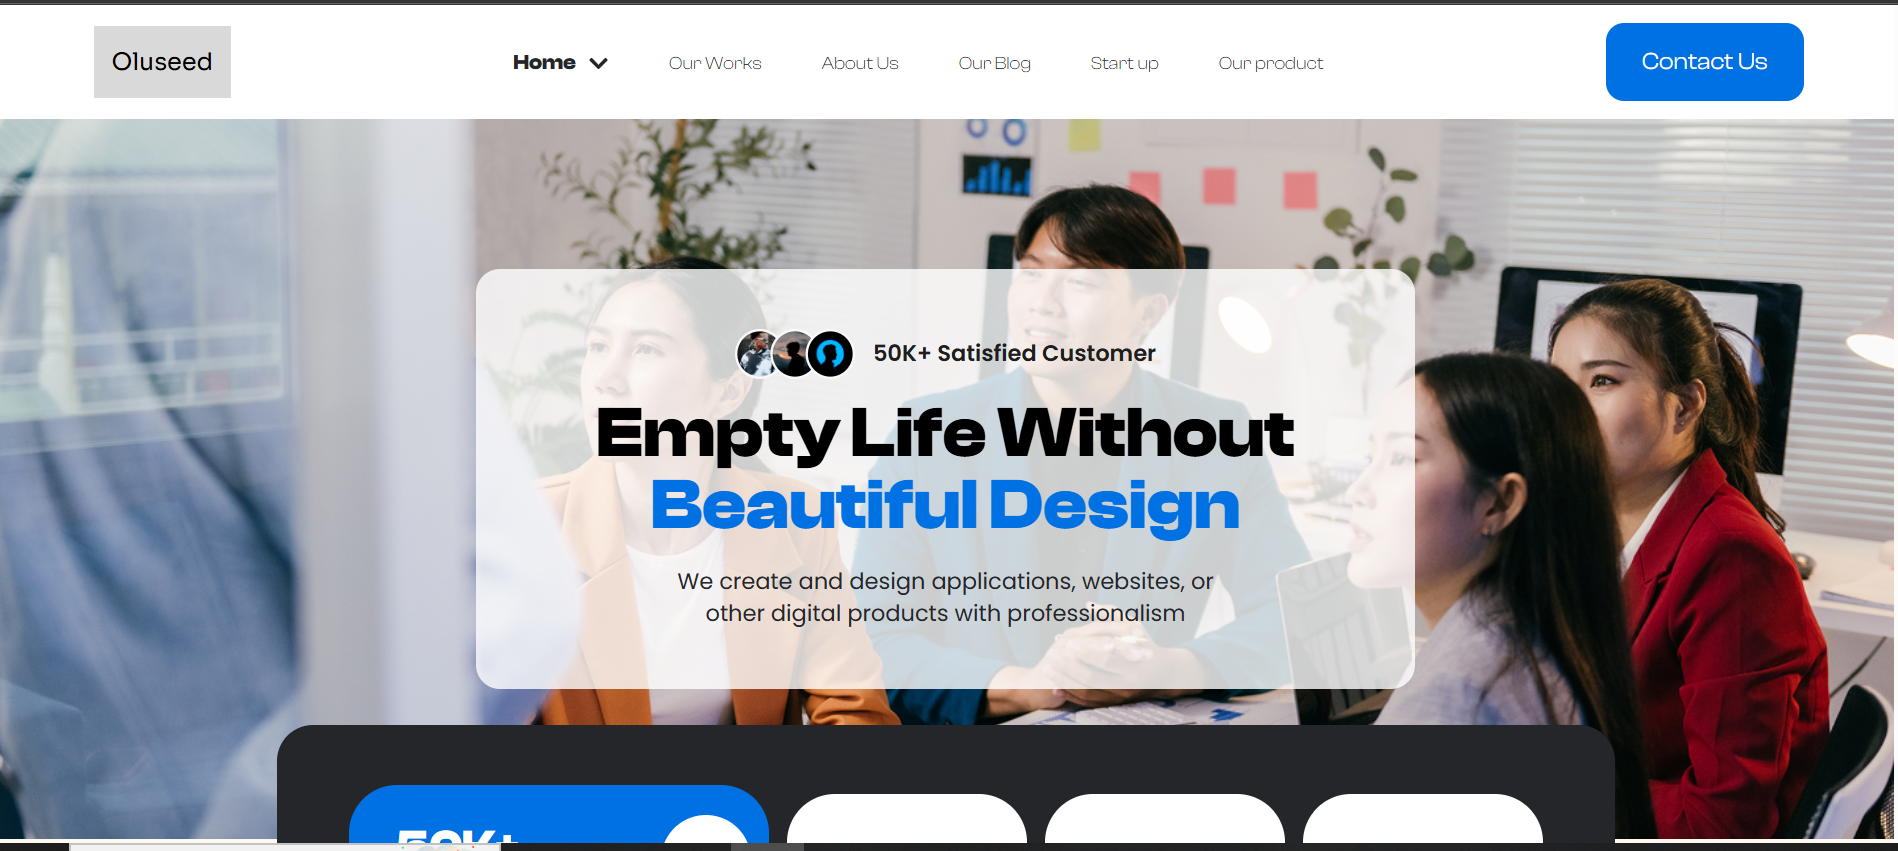 Oluseed
Home
Our Works
About Us
Our Blog
Start up
Our product
Contact Us
50K+ Satisfied Customer
Empty Life Without
Beautiful Design
We create and design applications, websites, or
other digital products with professionalism
50K+